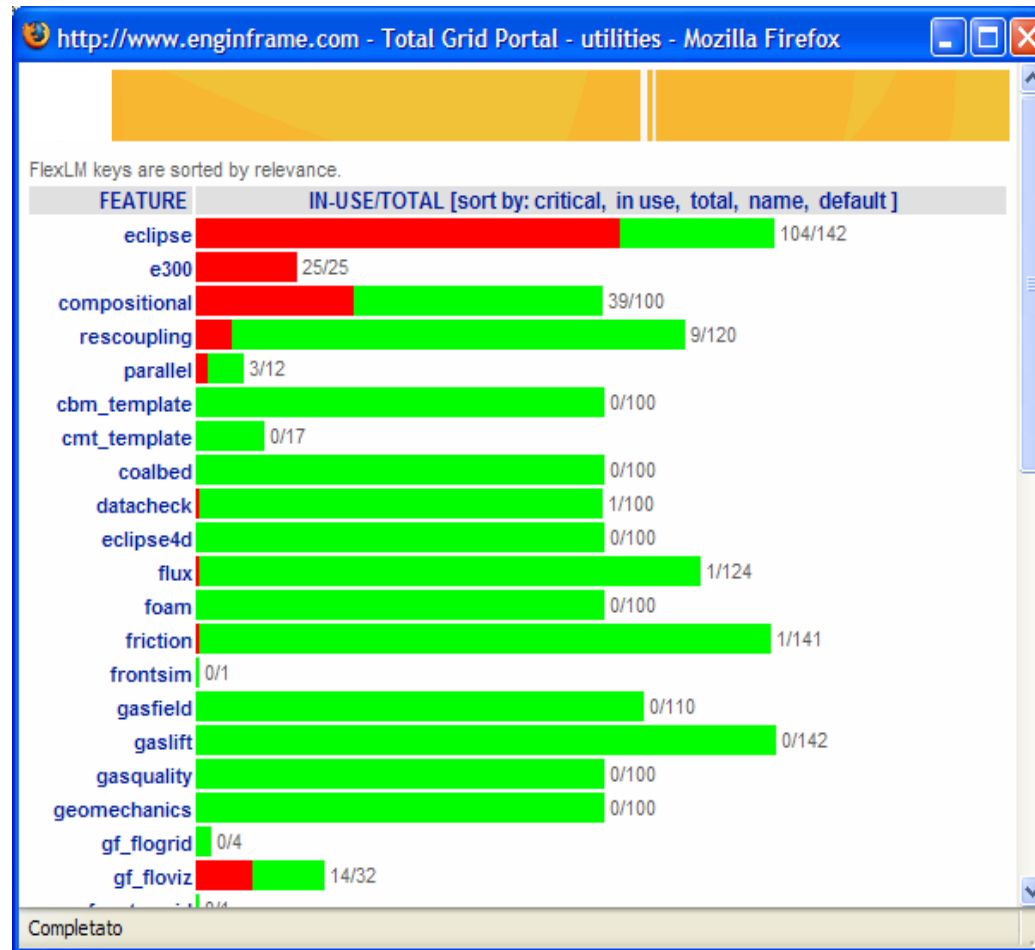 http://www.enginframe.com - Total Grid Portal - utilities - Mozilla Firefox
FlexLM keys are sorted by relevance.
FEATURE IN-USE/TOTAL [sort by: critical, in use, total, name, default ]
eclipse 104/142
e300 25/25
compositional 39/100
rescoupling 9/120
parallel 3/12
cbm_template 0/100
cmt_template 0/17
coalbed 0/100
datacheck 1/100
eclipse4d 0/100
flux 1/124
foam 0/100
friction 1/141
frontsim 0/1
gasfield 0/110
gaslift 0/142
gasquality 0/100
geomechanics 0/100
gf_flogrid 0/4
gf_floviz 14/32
Completato